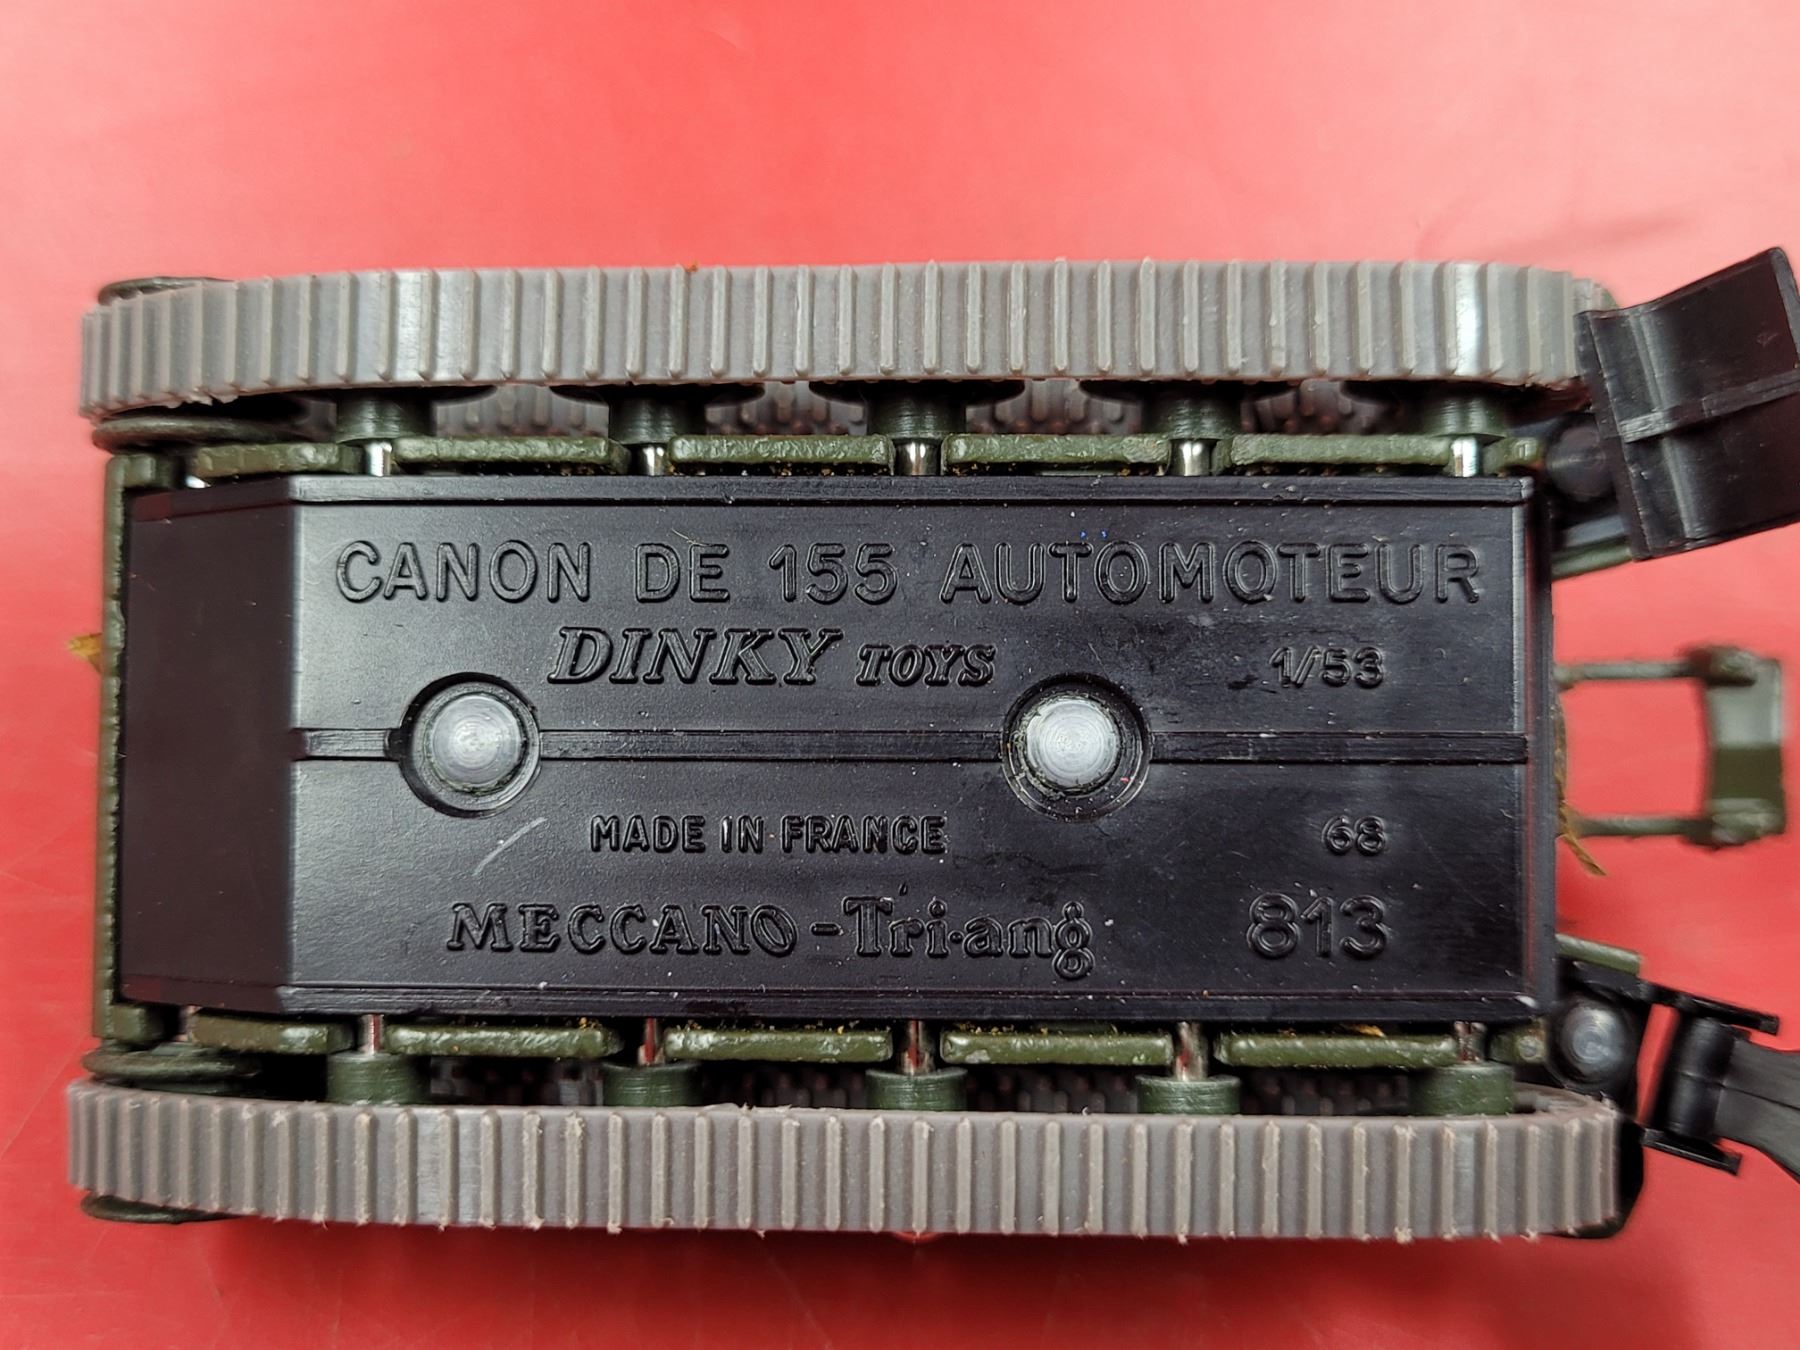 CANON DE 155 AUTOMOTEUR
DINKY TOYS 1/53
MADE IN FRANCE 68
MECCANO-Tri-ang 813